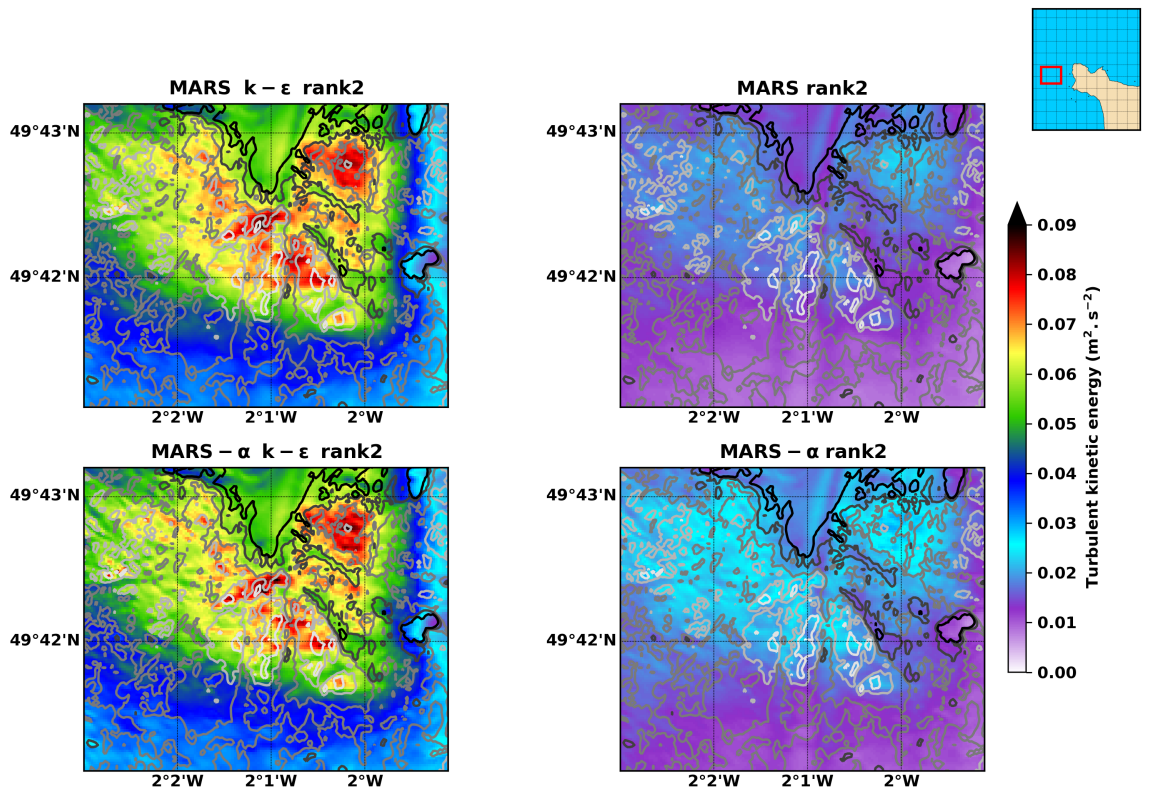 MARS k − ε rank2
MARS rank2
49°43'N
49°42'N
2°2'W 2°1'W 2°W
49°43'N
49°42'N
2°2'W 2°1'W 2°W
MARS − α k − ε rank2
MARS − α rank2
49°43'N
49°42'N
2°2'W 2°1'W 2°W
49°43'N
49°42'N
2°2'W 2°1'W 2°W
0.09
0.08
0.07
0.06
0.05
0.04
0.03
0.02
0.01
0.00
Turbulent kinetic energy (m².s⁻²)